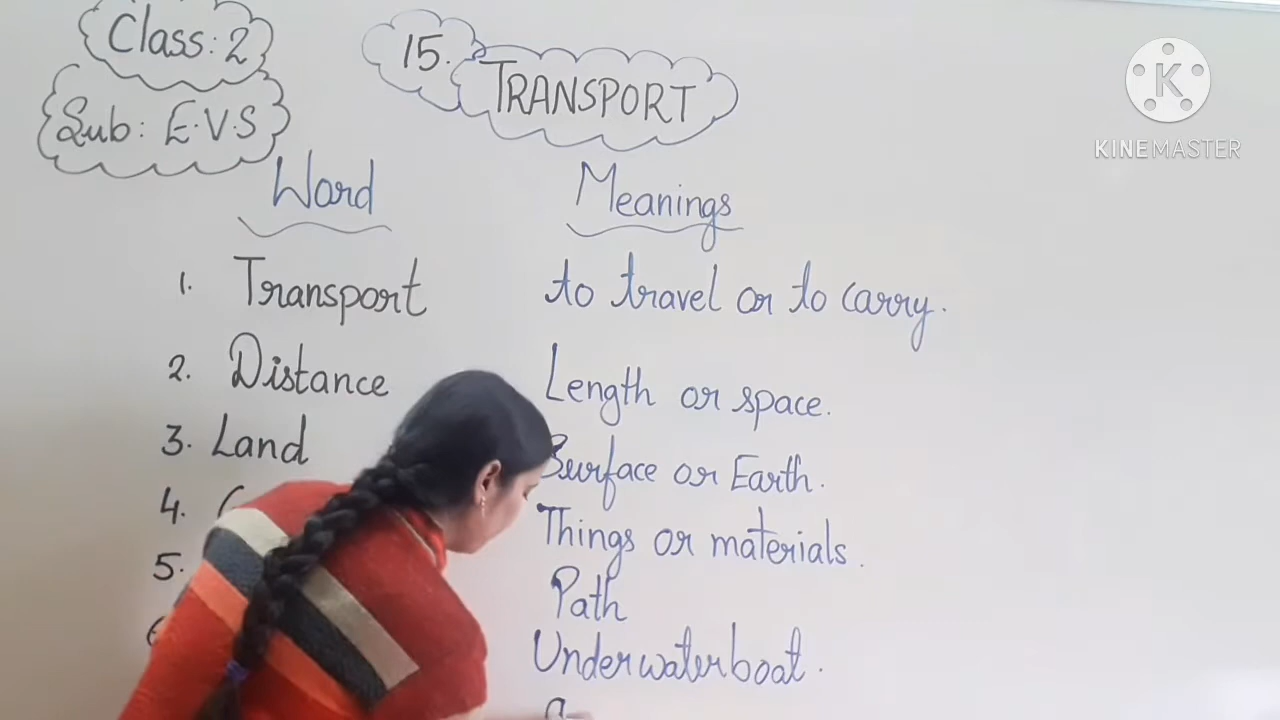 Class: 2
Sub: E.V.S
15. TRANSPORT
KINEMASTER
Word Meanings
1. Transport to travel or to carry.
2. Distance Length or space.
3. Land Surface or Earth.
4. Things or materials.
5. Path
6 Underwaterboat.